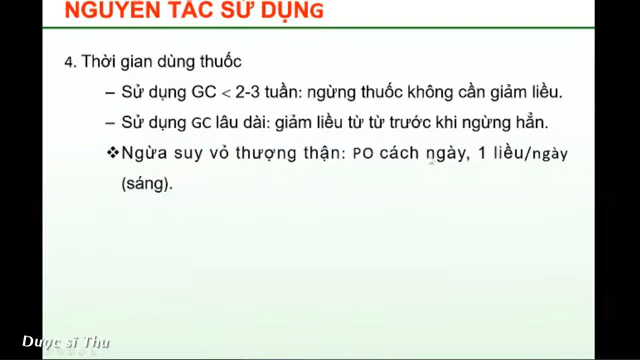 NGUYÊN TẮC SỬ DỤNG
4. Thời gian dùng thuốc
– Sử dụng GC < 2-3 tuần: ngừng thuốc không cần giảm liều.
– Sử dụng GC lâu dài: giảm liều từ từ trước khi ngừng hẳn.
❖Ngừa suy vỏ thượng thận: PO cách ngày, 1 liều/ngày
(sáng).
Dược sĩ Thu